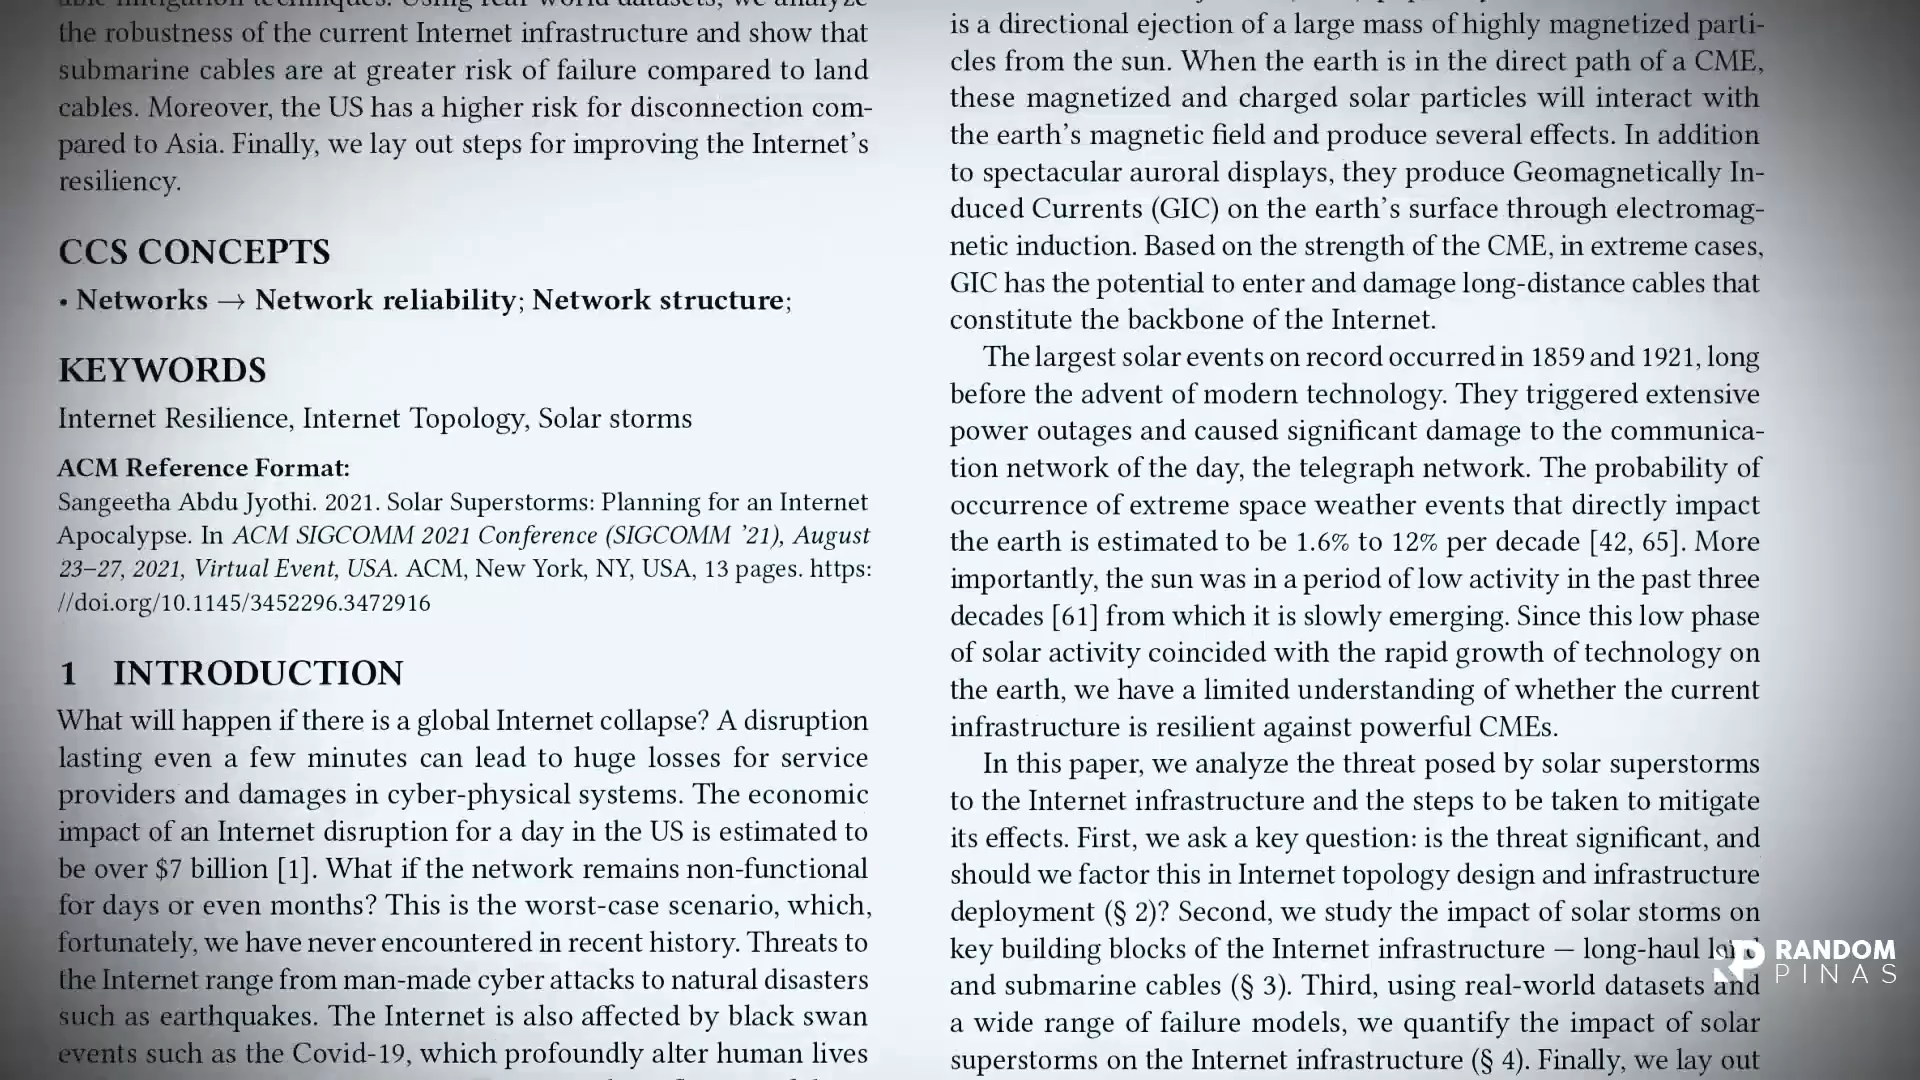 the robustness of the current Internet infrastructure and show that
submarine cables are at greater risk of failure compared to land
cables. Moreover, the US has a higher risk for disconnection com-
pared to Asia. Finally, we lay out steps for improving the Internet's
resiliency.
CCS CONCEPTS
• Networks → Network reliability; Network structure;
KEYWORDS
Internet Resilience, Internet Topology, Solar storms
ACM Reference Format:
Sangeetha Abdu Jyothi. 2021. Solar Superstorms: Planning for an Internet
Apocalypse. In ACM SIGCOMM 2021 Conference (SIGCOMM '21), August
23–27, 2021, Virtual Event, USA. ACM, New York, NY, USA, 13 pages. https:
//doi.org/10.1145/3452296.3472916
1 INTRODUCTION
What will happen if there is a global Internet collapse? A disruption
lasting even a few minutes can lead to huge losses for service
providers and damages in cyber-physical systems. The economic
impact of an Internet disruption for a day in the US is estimated to
be over $7 billion [1]. What if the network remains non-functional
for days or even months? This is the worst-case scenario, which,
fortunately, we have never encountered in recent history. Threats to
the Internet range from man-made cyber attacks to natural disasters
such as earthquakes. The Internet is also affected by black swan
events such as the Covid-19, which profoundly alter human lives
is a directional ejection of a large mass of highly magnetized parti-
cles from the sun. When the earth is in the direct path of a CME,
these magnetized and charged solar particles will interact with
the earth's magnetic field and produce several effects. In addition
to spectacular auroral displays, they produce Geomagnetically In-
duced Currents (GIC) on the earth's surface through electromag-
netic induction. Based on the strength of the CME, in extreme cases,
GIC has the potential to enter and damage long-distance cables that
constitute the backbone of the Internet.
The largest solar events on record occurred in 1859 and 1921, long
before the advent of modern technology. They triggered extensive
power outages and caused significant damage to the communica-
tion network of the day, the telegraph network. The probability of
occurrence of extreme space weather events that directly impact
the earth is estimated to be 1.6% to 12% per decade [42, 65]. More
importantly, the sun was in a period of low activity in the past three
decades [61] from which it is slowly emerging. Since this low phase
of solar activity coincided with the rapid growth of technology on
the earth, we have a limited understanding of whether the current
infrastructure is resilient against powerful CMEs.
In this paper, we analyze the threat posed by solar superstorms
to the Internet infrastructure and the steps to be taken to mitigate
its effects. First, we ask a key question: is the threat significant, and
should we factor this in Internet topology design and infrastructure
deployment (§ 2)? Second, we study the impact of solar storms on
key building blocks of the Internet infrastructure — long-haul land
and submarine cables (§ 3). Third, using real-world datasets and
a wide range of failure models, we quantify the impact of solar
superstorms on the Internet infrastructure (§ 4). Finally, we lay out
RANDOM
PINAS